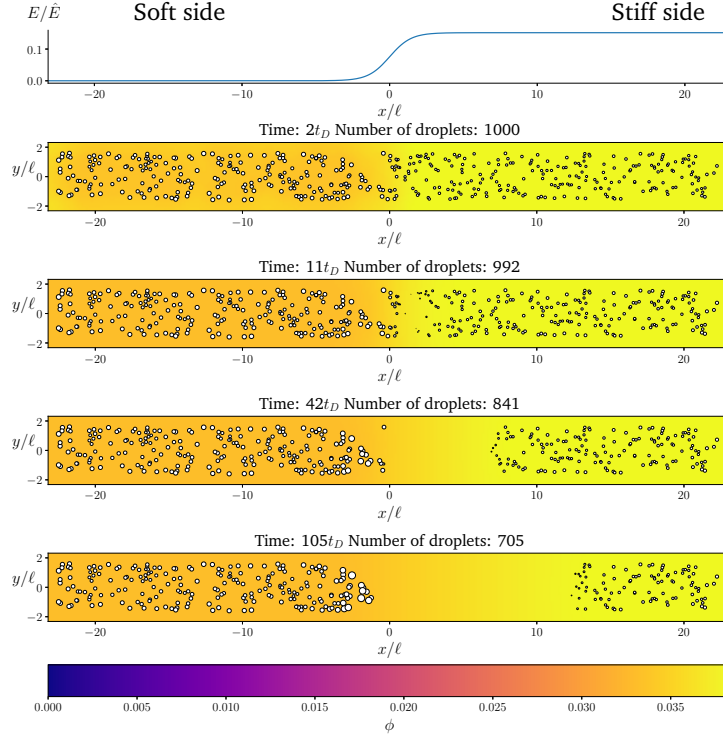 E/Ê Soft side Stiff side
0.1
0.0
−20 −10 0 10 20
x/ℓ
Time: 2t_D Number of droplets: 1000
y/ℓ
2
0
−2
−20 −10 0 10 20
x/ℓ
Time: 11t_D Number of droplets: 992
y/ℓ
2
0
−2
−20 −10 0 10 20
x/ℓ
Time: 42t_D Number of droplets: 841
y/ℓ
2
0
−2
−20 −10 0 10 20
x/ℓ
Time: 105t_D Number of droplets: 705
y/ℓ
2
0
−2
−20 −10 0 10 20
x/ℓ
0.000 0.005 0.010 0.015 0.020 0.025 0.030 0.035
ϕ